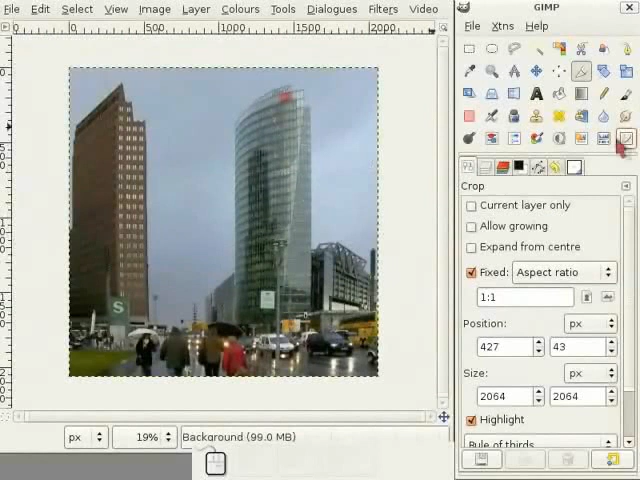 File Edit Select View Image Layer Colours Tools Dialogues Filters Video
GIMP
File Xtns Help
0 500 1000 1500 2000
S
Crop
Current layer only
Allow growing
Expand from centre
Fixed: Aspect ratio
1:1
Position: px
427 43
Size: px
2064 2064
Highlight
Rule of thirds
px 19% Background (99.0 MB)